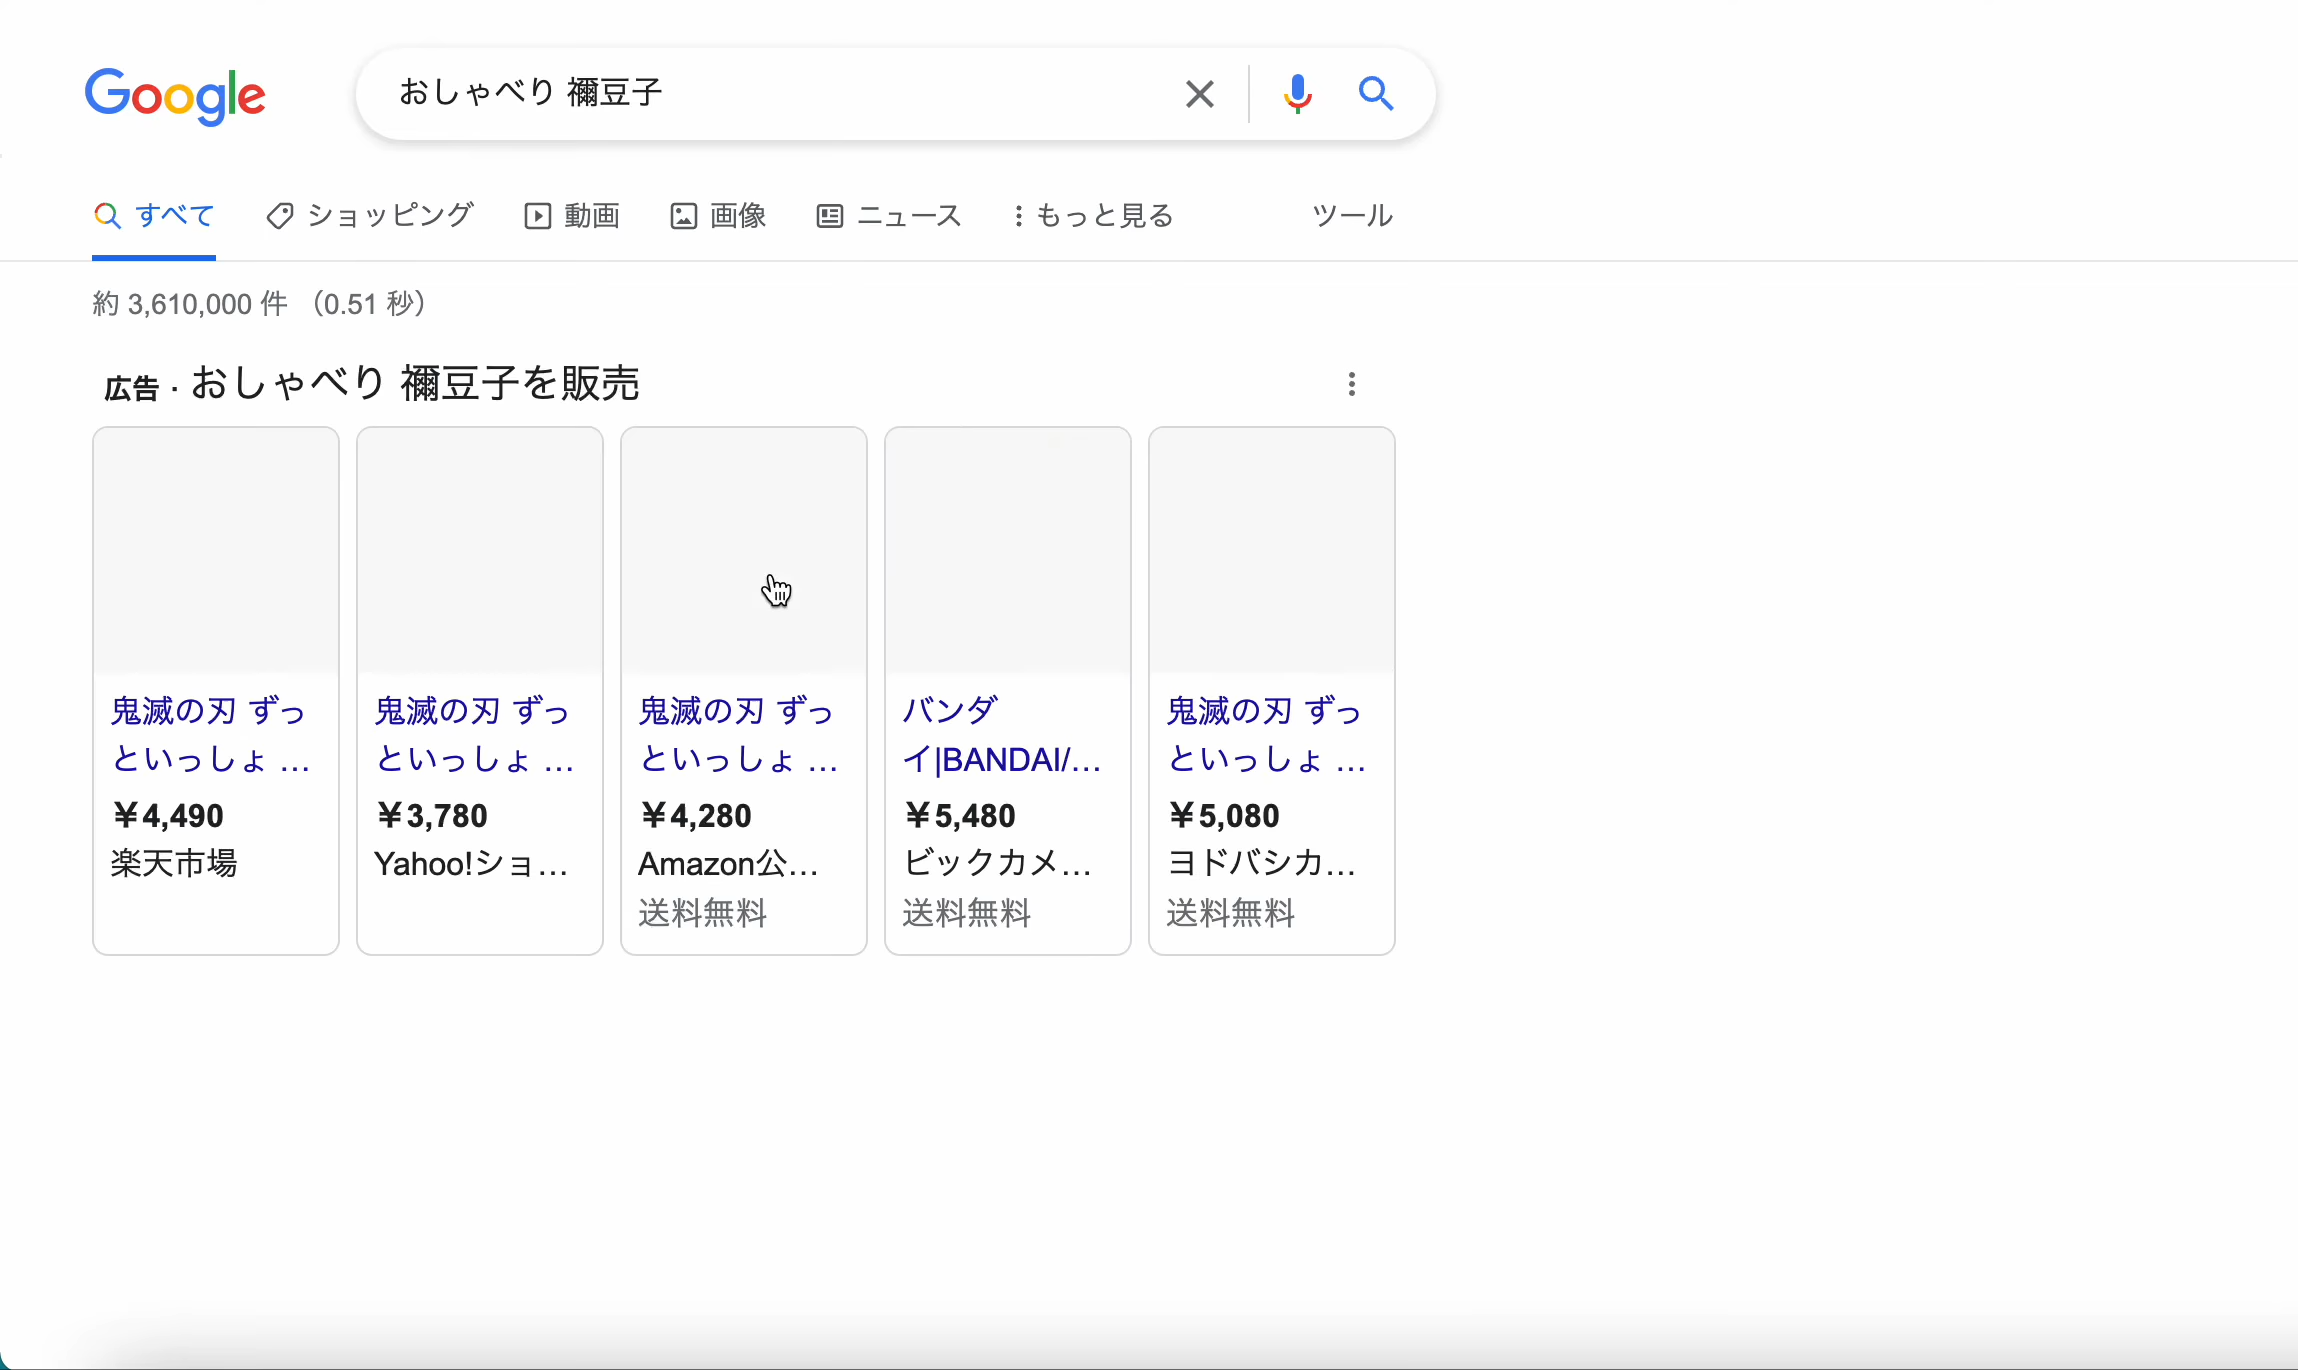 Google
おしゃべり 禰豆子
すべて ショッピング 動画 画像 ニュース もっと見る ツール
約 3,610,000 件 （0.51 秒）
広告 · おしゃべり 禰豆子を販売
鬼滅の刃 ずっ
といっしょ ...
￥4,490
楽天市場
鬼滅の刃 ずっ
といっしょ ...
￥3,780
Yahoo!ショ...
鬼滅の刃 ずっ
といっしょ ...
￥4,280
Amazon公...
送料無料
バンダ
イ|BANDAI/...
￥5,480
ビックカメ...
送料無料
鬼滅の刃 ずっ
といっしょ ...
￥5,080
ヨドバシカ...
送料無料